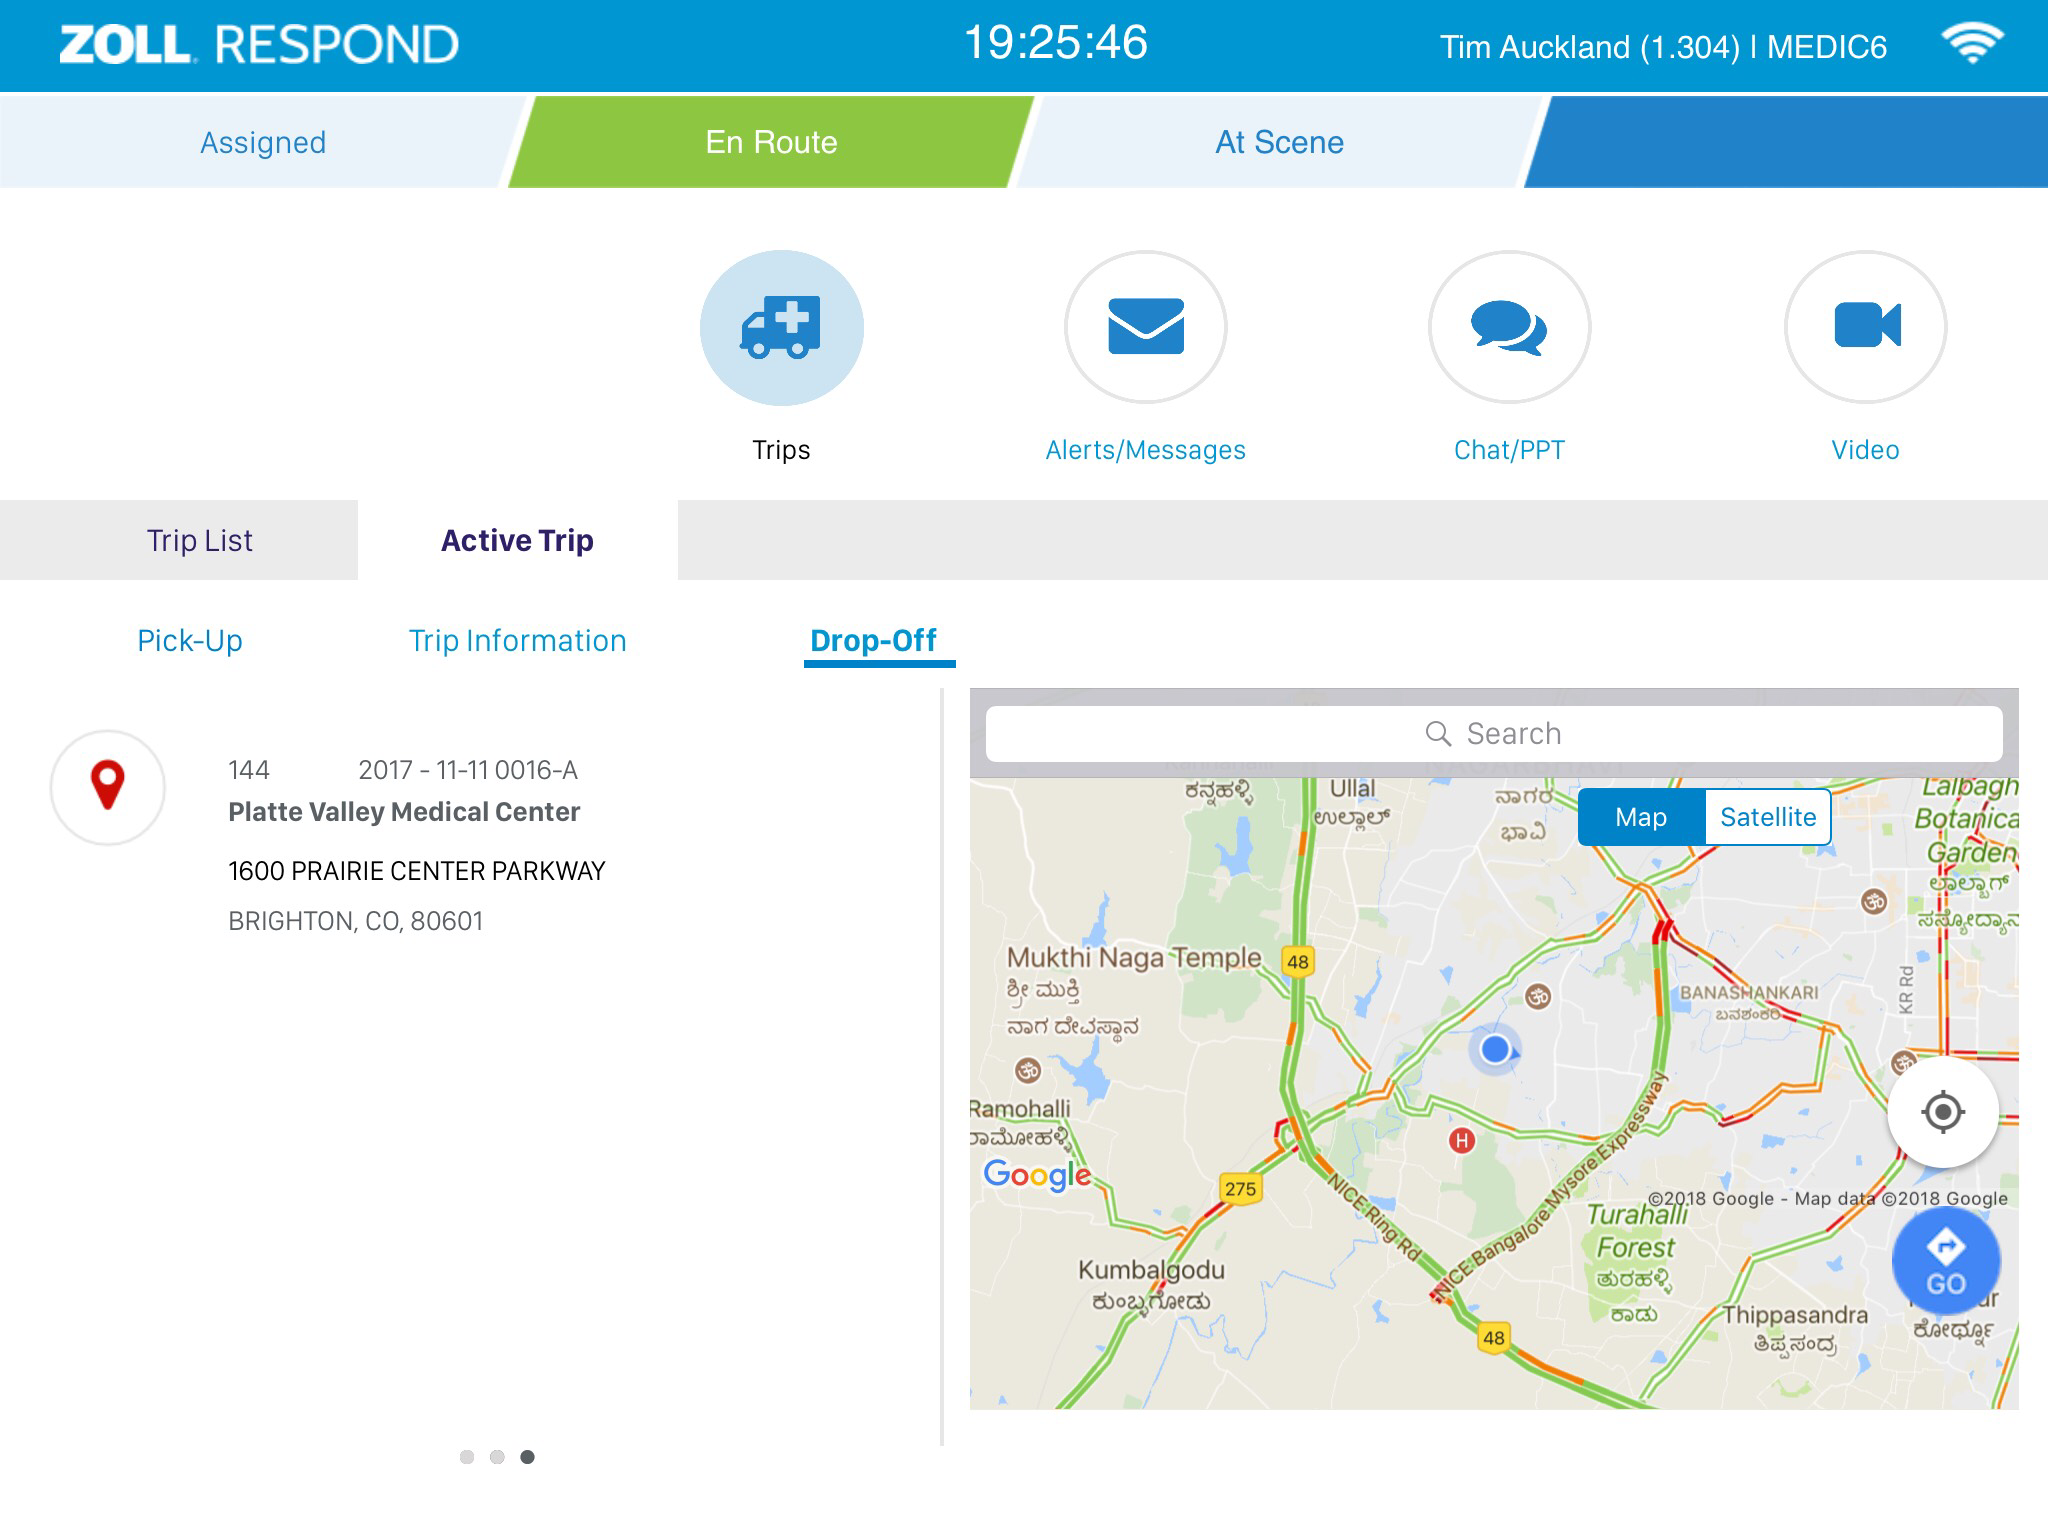 ZOLL RESPOND
19:25:46
Tim Auckland (1.304) | MEDIC6
Assigned
En Route
At Scene
Trips
Alerts/Messages
Chat/PPT
Video
Trip List
Active Trip
Pick-Up
Trip Information
Drop-Off
144 2017 - 11-11 0016-A
Platte Valley Medical Center
1600 PRAIRIE CENTER PARKWAY
BRIGHTON, CO, 80601
Search
Map
Satellite
ಕನ್ನಹಳ್ಳಿ
Ullal
ಉಲ್ಲಾಲ್
ನಾಗರ
ಭಾವಿ
Lalbagh
Botanica
Garden
ಲಾಲ್ಬಾಗ್
ಸಸ್ಯೋದ್ಯಾನ
Mukthi Naga Temple
ಶ್ರೀ ಮುಕ್ತಿ
ನಾಗ ದೇವಸ್ಥಾನ
48
BANASHANKARI
ಬನಶಂಕರಿ
KR Rd
Ramohalli
ರಾಮೋಹಳ್ಳಿ
H
Google
275
NICE Ring Rd
NICE Bangalore Mysore Expressway
©2018 Google - Map data ©2018 Google
Turahalli
Forest
ತುರಹಳ್ಳಿ
ಕಾಡು
GO
Kumbalgodu
ಕುಂಬ್ಳಗೋಡು
48
Thippasandra
ತಿಪ್ಪಸಂದ್ರ